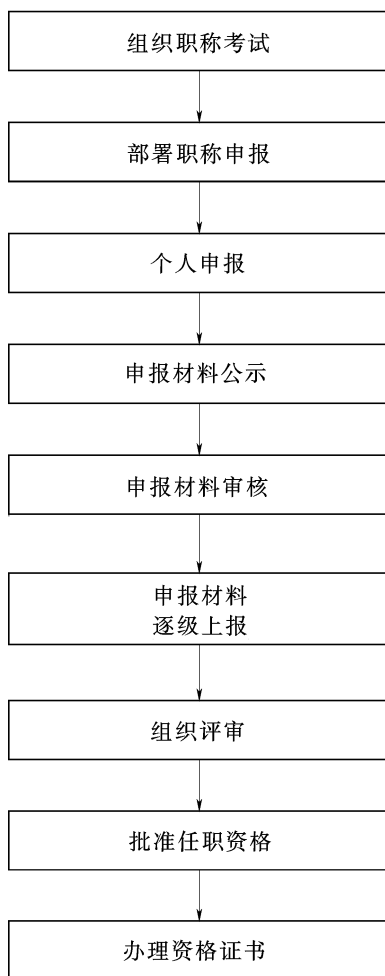 组织职称考试
部署职称申报
个人申报
申报材料公示
申报材料审核
申报材料
逐级上报
组织评审
批准任职资格
办理资格证书